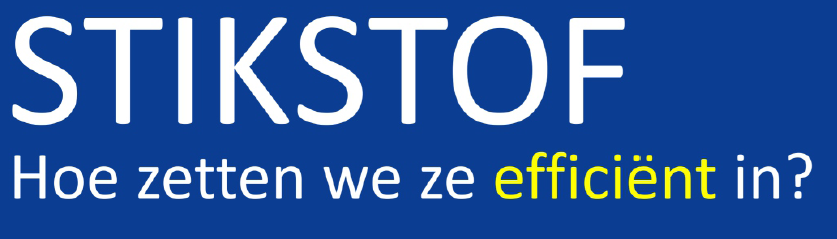 STIKSTOF
Hoe zetten we ze efficiënt in?